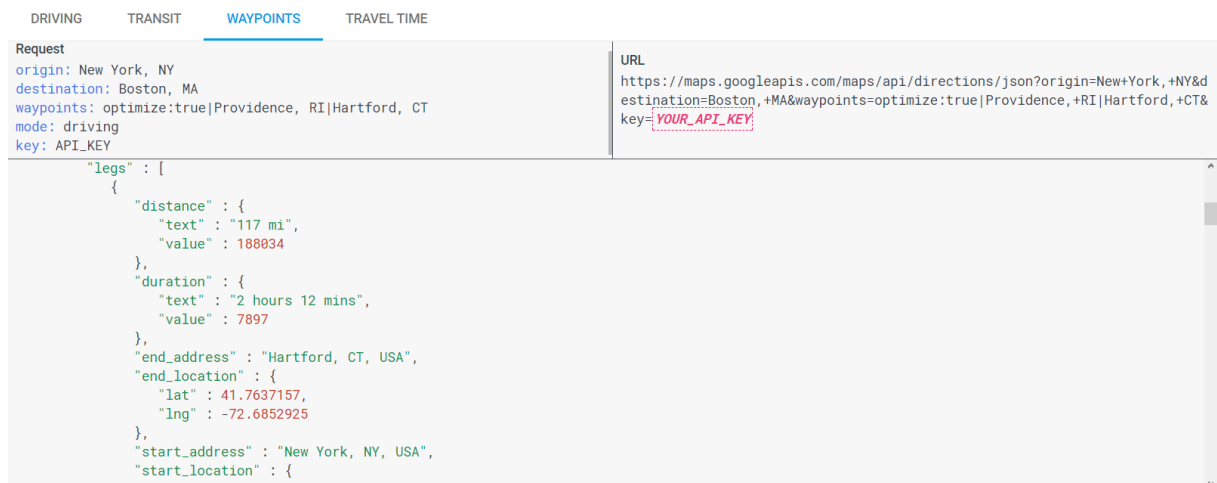 DRIVING TRANSIT WAYPOINTS TRAVEL TIME
Request
origin: New York, NY
destination: Boston, MA
waypoints: optimize:true|Providence, RI|Hartford, CT
mode: driving
key: API_KEY
URL
https://maps.googleapis.com/maps/api/directions/json?origin=New+York,+NY&d
estination=Boston,+MA&waypoints=optimize:true|Providence,+RI|Hartford,+CT&
key=YOUR_API_KEY
"legs" : [
{
"distance" : {
"text" : "117 mi",
"value" : 188034
},
"duration" : {
"text" : "2 hours 12 mins",
"value" : 7897
},
"end_address" : "Hartford, CT, USA",
"end_location" : {
"lat" : 41.7637157,
"lng" : -72.6852925
},
"start_address" : "New York, NY, USA",
"start_location" : {